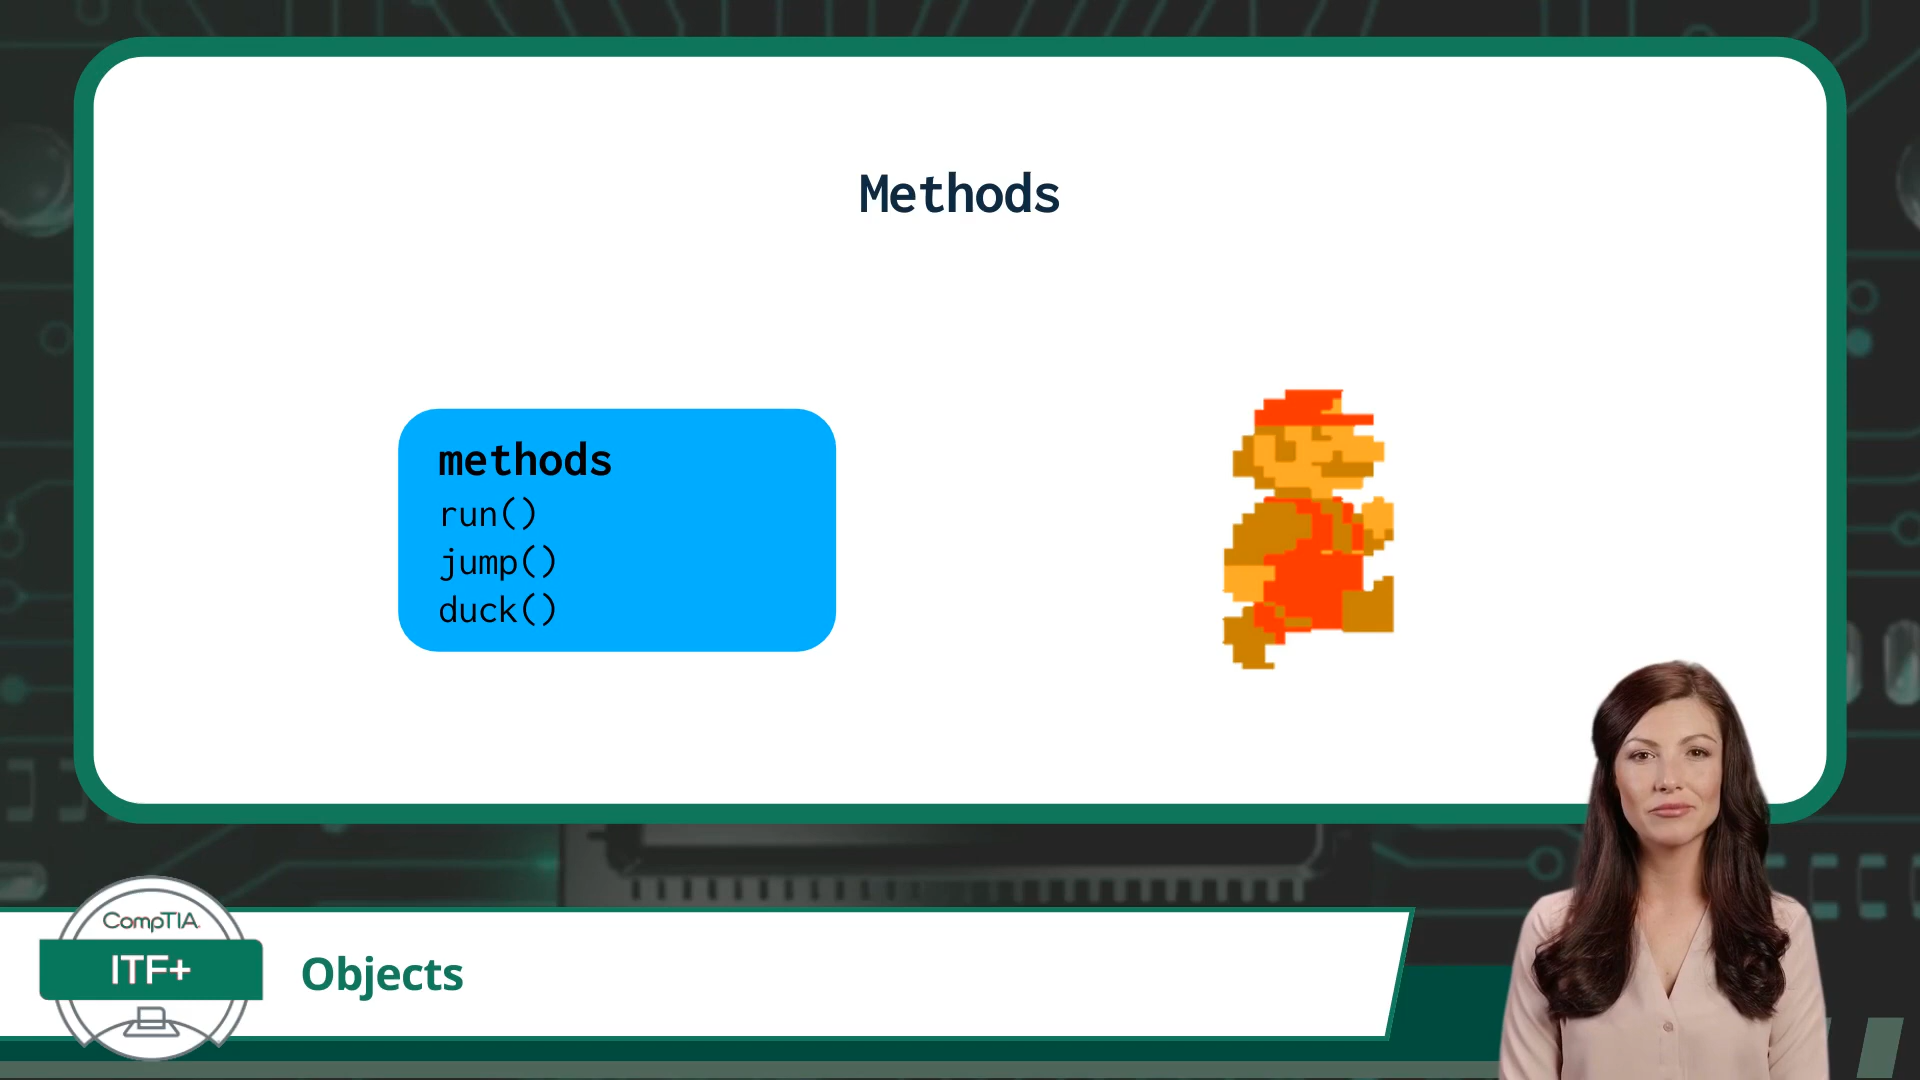 Methods
methods
run()
jump()
duck()
CompTIA.
ITF+
Objects